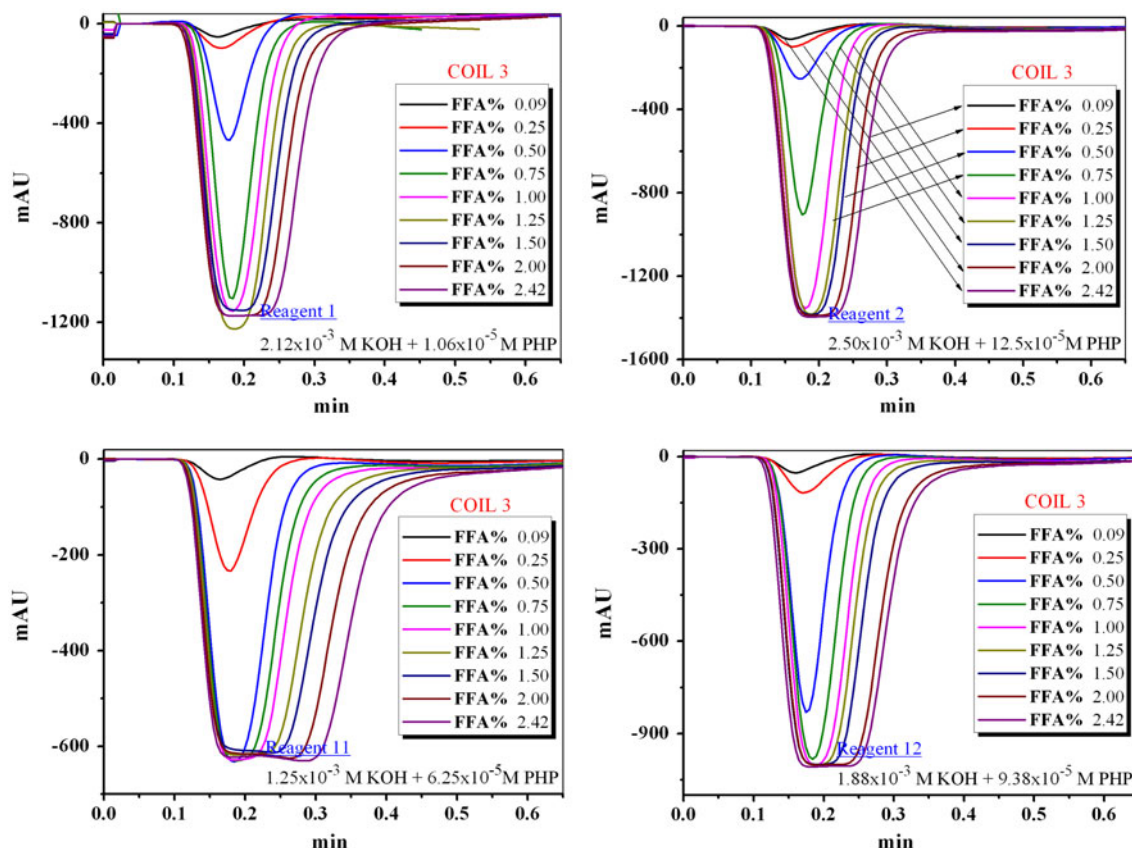 COIL 3
FFA% 0.09
FFA% 0.25
FFA% 0.50
FFA% 0.75
FFA% 1.00
FFA% 1.25
FFA% 1.50
FFA% 2.00
FFA% 2.42
Reagent 1
2.12x10⁻³ M KOH + 1.06x10⁻⁵ M PHP
0
-400
-800
-1200
mAU
0.0 0.1 0.2 0.3 0.4 0.5 0.6
min
COIL 3
FFA% 0.09
FFA% 0.25
FFA% 0.50
FFA% 0.75
FFA% 1.00
FFA% 1.25
FFA% 1.50
FFA% 2.00
FFA% 2.42
Reagent 2
2.50x10⁻³ M KOH + 12.5x10⁻⁵M PHP
0
-400
-800
-1200
-1600
mAU
0.0 0.1 0.2 0.3 0.4 0.5 0.6
min
COIL 3
FFA% 0.09
FFA% 0.25
FFA% 0.50
FFA% 0.75
FFA% 1.00
FFA% 1.25
FFA% 1.50
FFA% 2.00
FFA% 2.42
Reagent 11
1.25x10⁻³ M KOH + 6.25x10⁻⁵M PHP
0
-200
-400
-600
mAU
0.0 0.1 0.2 0.3 0.4 0.5 0.6
min
COIL 3
FFA% 0.09
FFA% 0.25
FFA% 0.50
FFA% 0.75
FFA% 1.00
FFA% 1.25
FFA% 1.50
FFA% 2.00
FFA% 2.42
Reagent 12
1.88x10⁻³ M KOH + 9.38x10⁻⁵ M PHP
0
-300
-600
-900
mAU
0.0 0.1 0.2 0.3 0.4 0.5 0.6
min